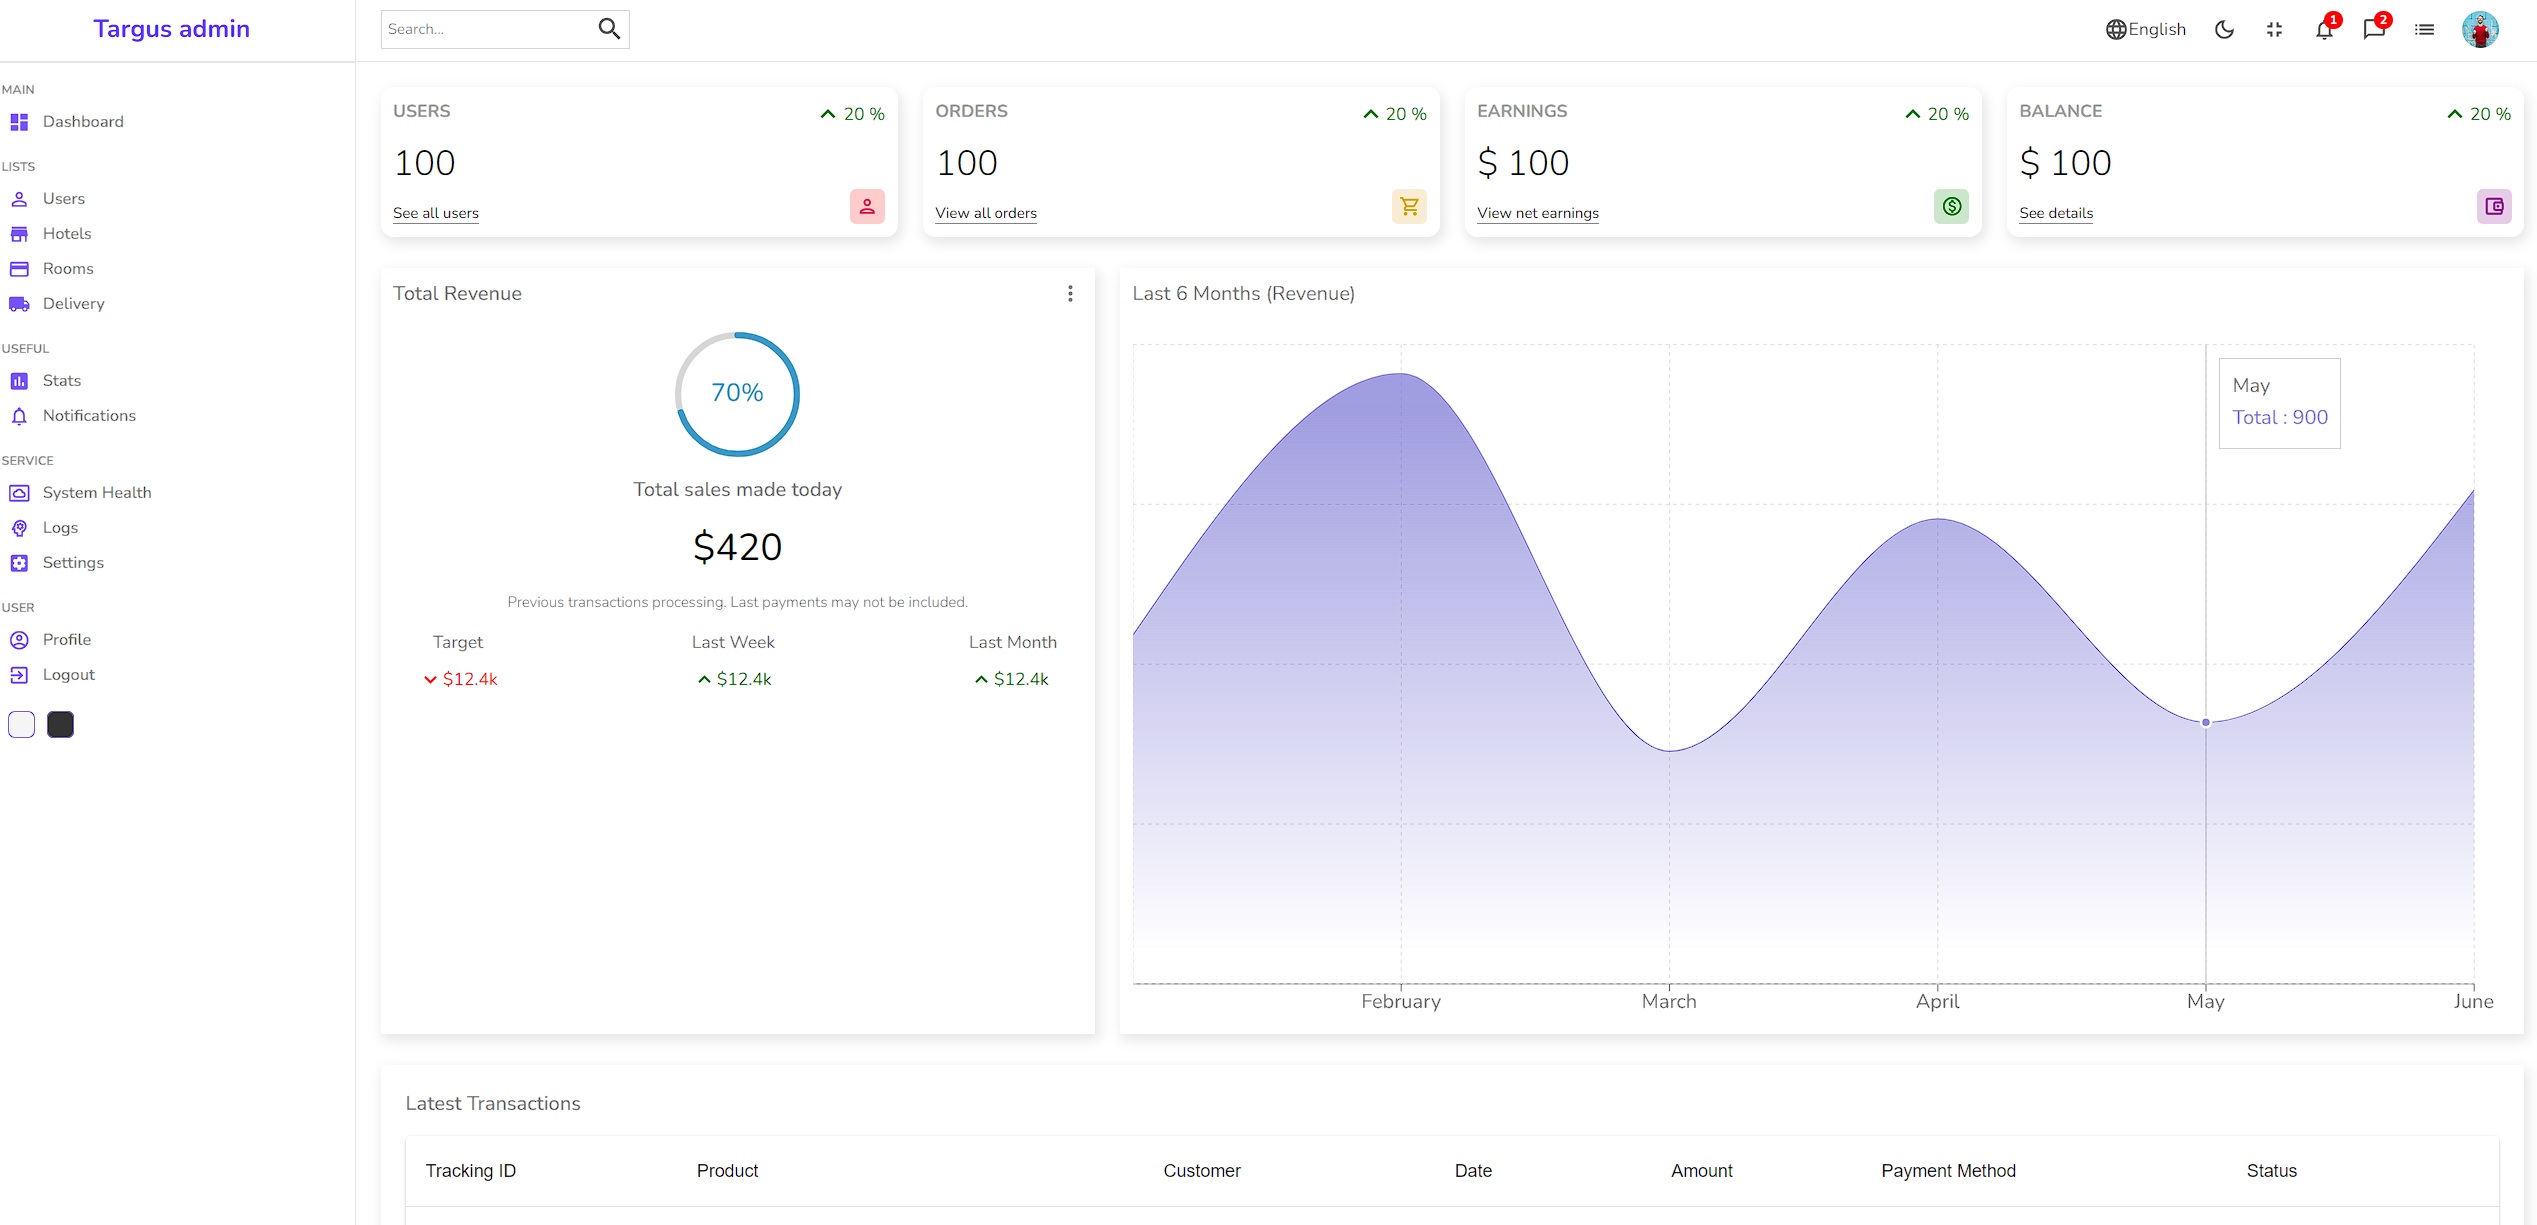 Targus admin
Search...
English
1
2
MAIN
Dashboard
LISTS
Users
Hotels
Rooms
Delivery
USEFUL
Stats
Notifications
SERVICE
System Health
Logs
Settings
USER
Profile
Logout
USERS
20 %
100
See all users
ORDERS
20 %
100
View all orders
EARNINGS
20 %
$ 100
View net earnings
BALANCE
20 %
$ 100
See details
Total Revenue
70%
Total sales made today
$420
Previous transactions processing. Last payments may not be included.
Target
Last Week
Last Month
$12.4k
$12.4k
$12.4k
Last 6 Months (Revenue)
May
Total : 900
February
March
April
May
June
Latest Transactions
Tracking ID
Product
Customer
Date
Amount
Payment Method
Status